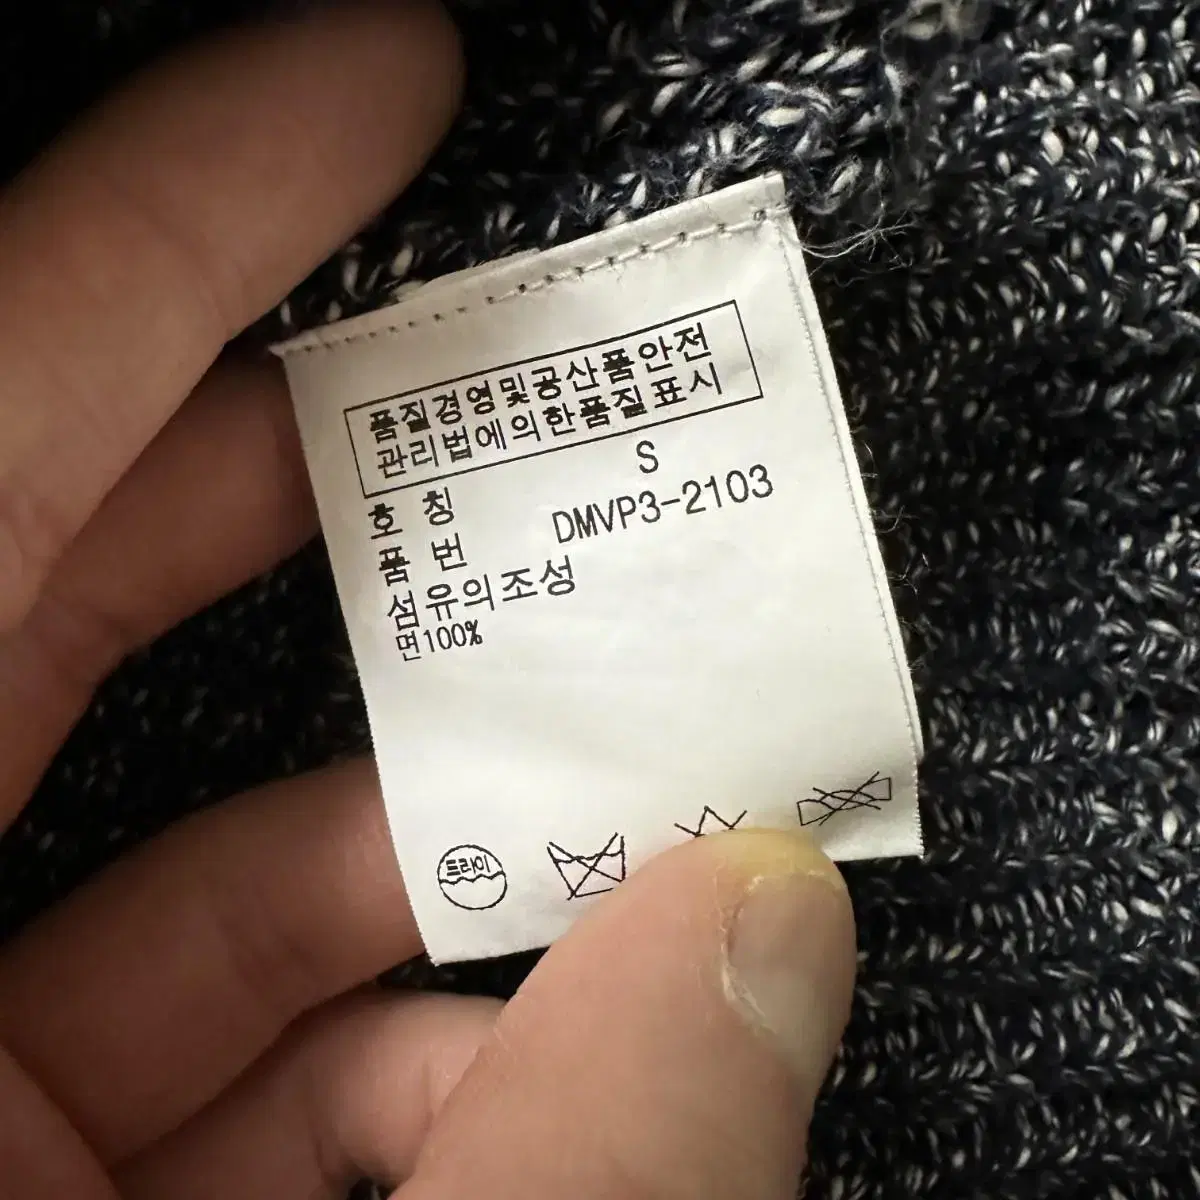 품질경영및공산품안전
관리법에의한품질표시
호 칭 S
품 번 DMVP3-2103
섬유의조성
면100%
드라이